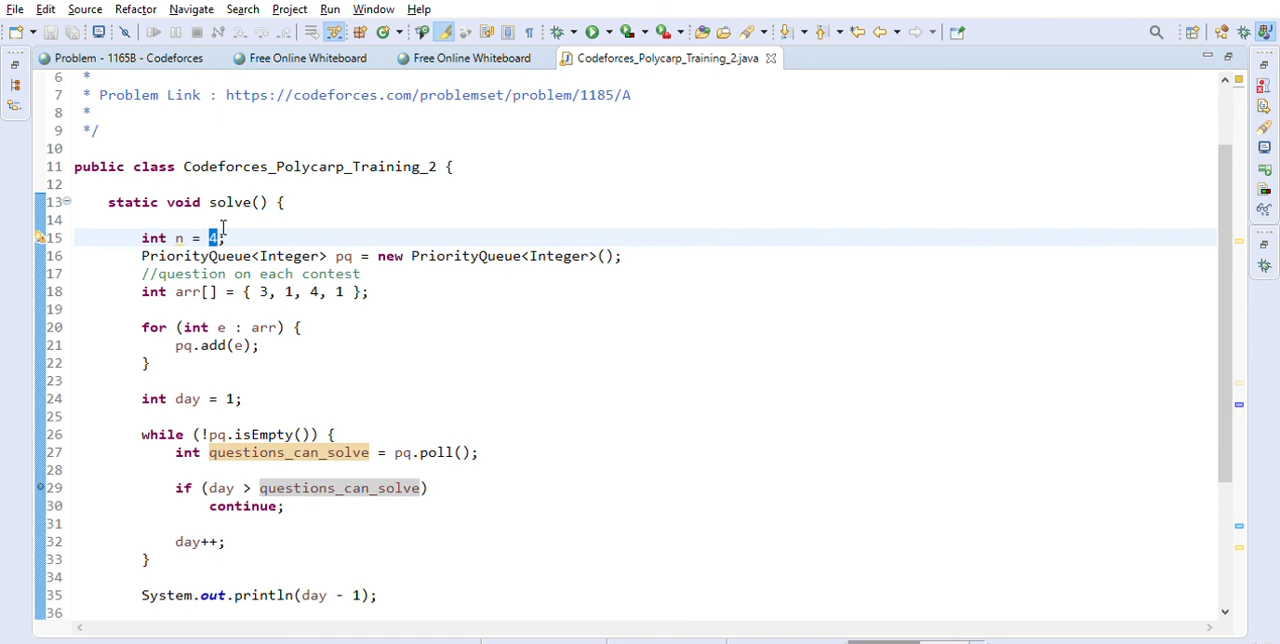 File Edit Source Refactor Navigate Search Project Run Window Help
Problem - 1165B - Codeforces Free Online Whiteboard Free Online Whiteboard Codeforces_Polycarp_Training_2.java
6 *
7 * Problem Link : https://codeforces.com/problemset/problem/1185/A
8 *
9 */
10
11 public class Codeforces_Polycarp_Training_2 {
12
13 static void solve() {
14
15 int n = 4;
16 PriorityQueue<Integer> pq = new PriorityQueue<Integer>();
17 //question on each contest
18 int arr[] = { 3, 1, 4, 1 };
19
20 for (int e : arr) {
21 pq.add(e);
22 }
23
24 int day = 1;
25
26 while (!pq.isEmpty()) {
27 int questions_can_solve = pq.poll();
28
29 if (day > questions_can_solve)
30 continue;
31
32 day++;
33 }
34
35 System.out.println(day - 1);
36